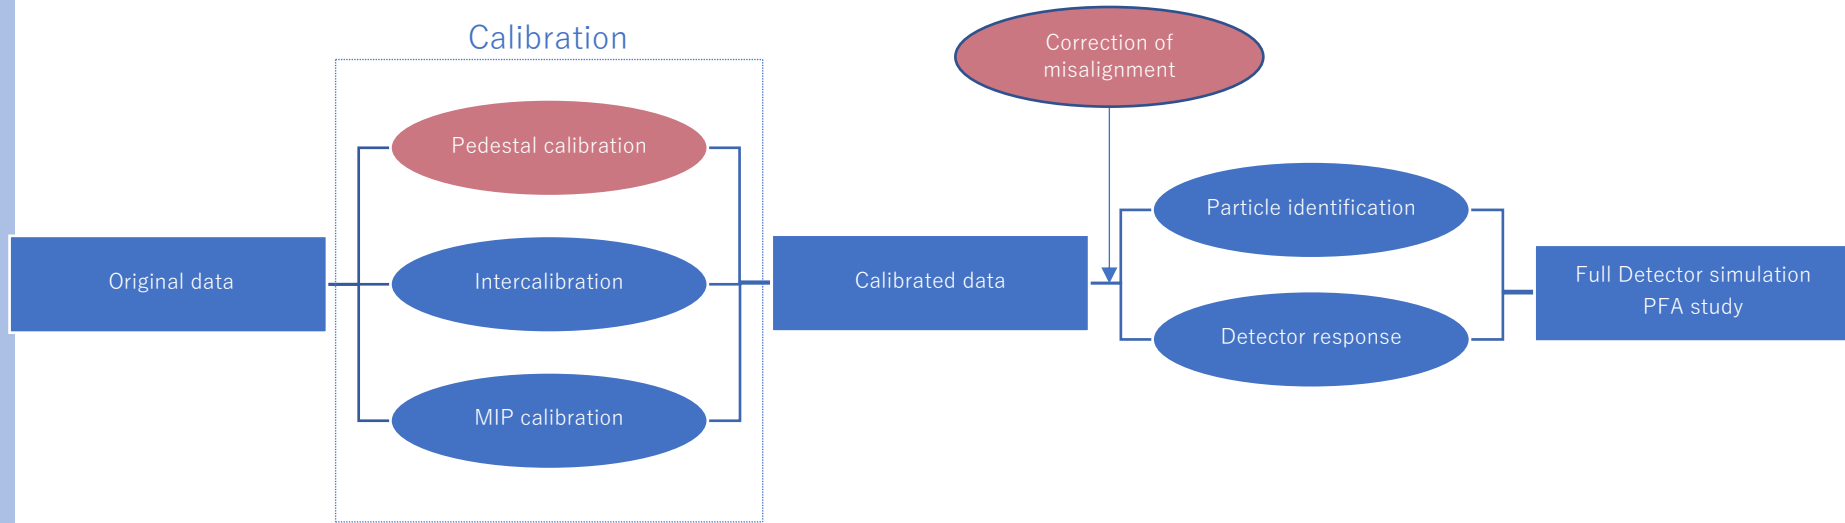 Calibration
Correction of
misalignment
Pedestal calibration
Particle identification
Original data
Intercalibration
Calibrated data
Full Detector simulation
PFA study
Detector response
MIP calibration